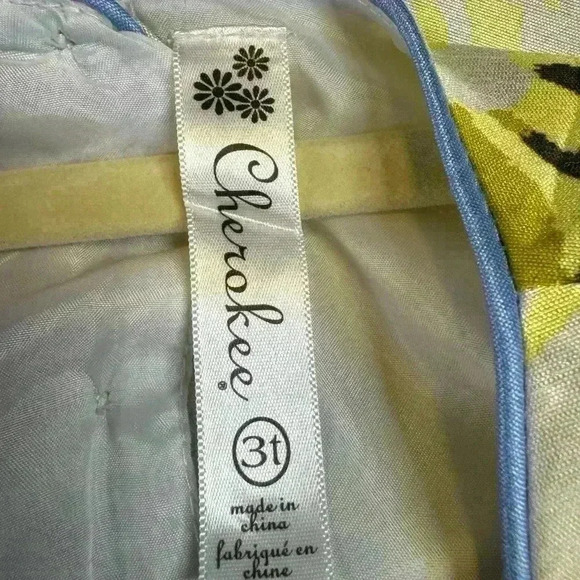 Cherokee®
3t
made in
china
fabriqué en
chine